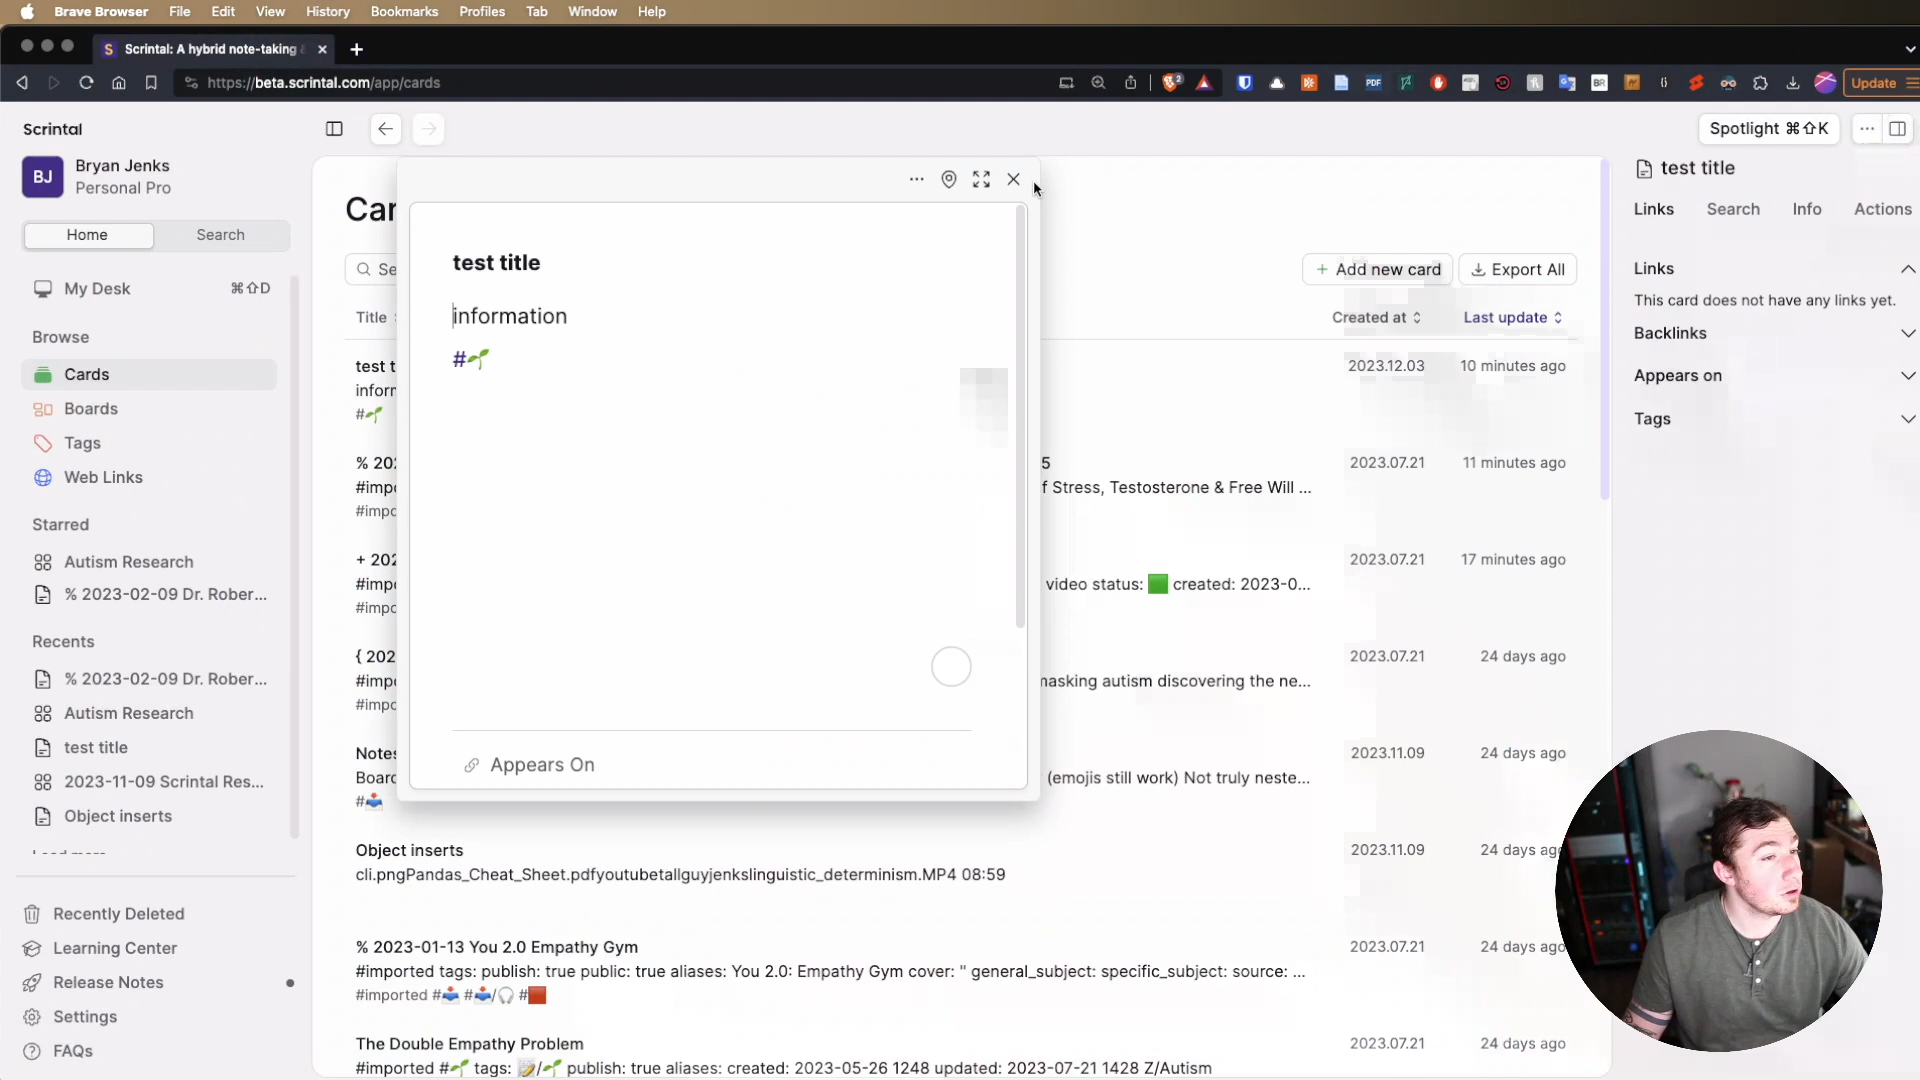 Brave Browser File Edit View History Bookmarks Profiles Tab Window Help
Scrintal: A hybrid note-taking
https://beta.scrintal.com/app/cards
Update
Scrintal
Spotlight ⌘⇧K
BJ
Bryan Jenks
Personal Pro
Home
Search
My Desk ⌘⇧D
Browse
Cards
Boards
Tags
Web Links
Starred
Autism Research
% 2023-02-09 Dr. Rober...
Recents
% 2023-02-09 Dr. Rober...
Autism Research
test title
2023-11-09 Scrintal Res...
Object inserts
Recently Deleted
Learning Center
Release Notes
Settings
FAQs
test title
information
#🌱
Appears On
+ Add new card
Export All
Title
Created at
Last update
2023.12.03 10 minutes ago
#🌱
5
2023.07.21 11 minutes ago
f Stress, Testosterone & Free Will ...
2023.07.21 17 minutes ago
video status: 🟩 created: 2023-0...
2023.07.21 24 days ago
masking autism discovering the ne...
Notes
2023.11.09 24 days ago
(emojis still work) Not truly neste...
#📥
Object inserts
2023.11.09 24 days ago
cli.pngPandas_Cheat_Sheet.pdfyoutubetallguyjenkslinguistic_determinism.MP4 08:59
% 2023-01-13 You 2.0 Empathy Gym
2023.07.21 24 days ago
#imported tags: publish: true public: true aliases: You 2.0: Empathy Gym cover: " general_subject: specific_subject: source: ...
#imported #📥 #📥/🎧 #🟥
The Double Empathy Problem
2023.07.21 24 days ago
#imported #🌱 tags: 📝/🌱 publish: true aliases: created: 2023-05-26 1248 updated: 2023-07-21 1428 Z/Autism
test title
Links Search Info Actions
Links
This card does not have any links yet.
Backlinks
Appears on
Tags